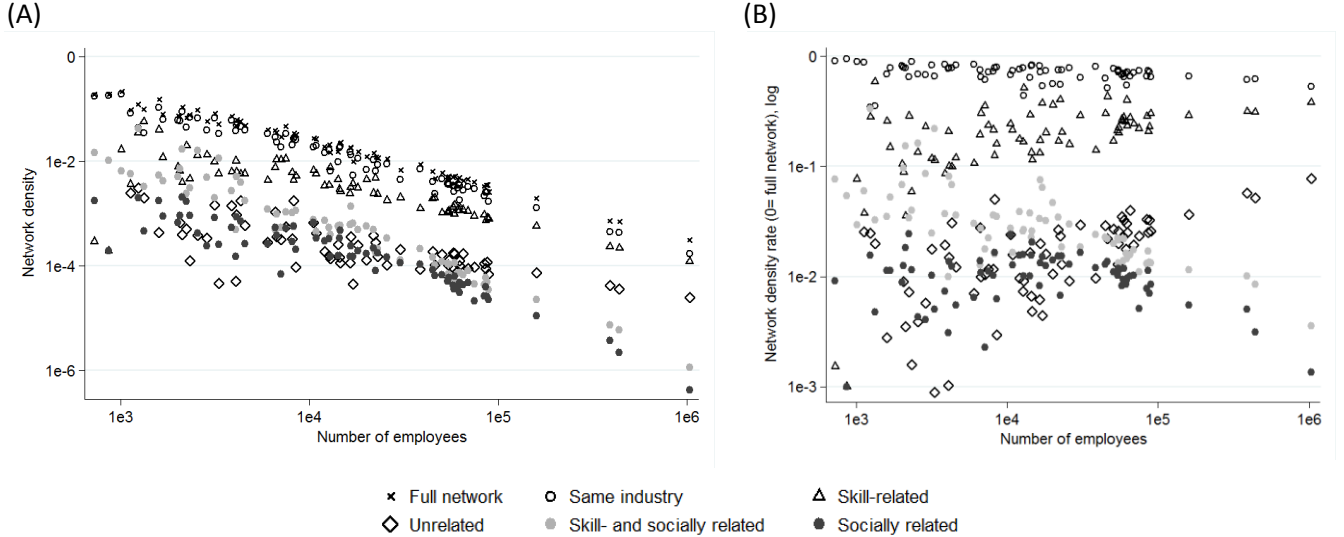 (A)
Network density
0
1e-2
1e-4
1e-6
1e3
1e4
1e5
1e6
Number of employees
(B)
Network density rate (0= full network), log
0
1e-1
1e-2
1e-3
1e3
1e4
1e5
1e6
Number of employees
Full network
Same industry
Skill-related
Unrelated
Skill- and socially related
Socially related